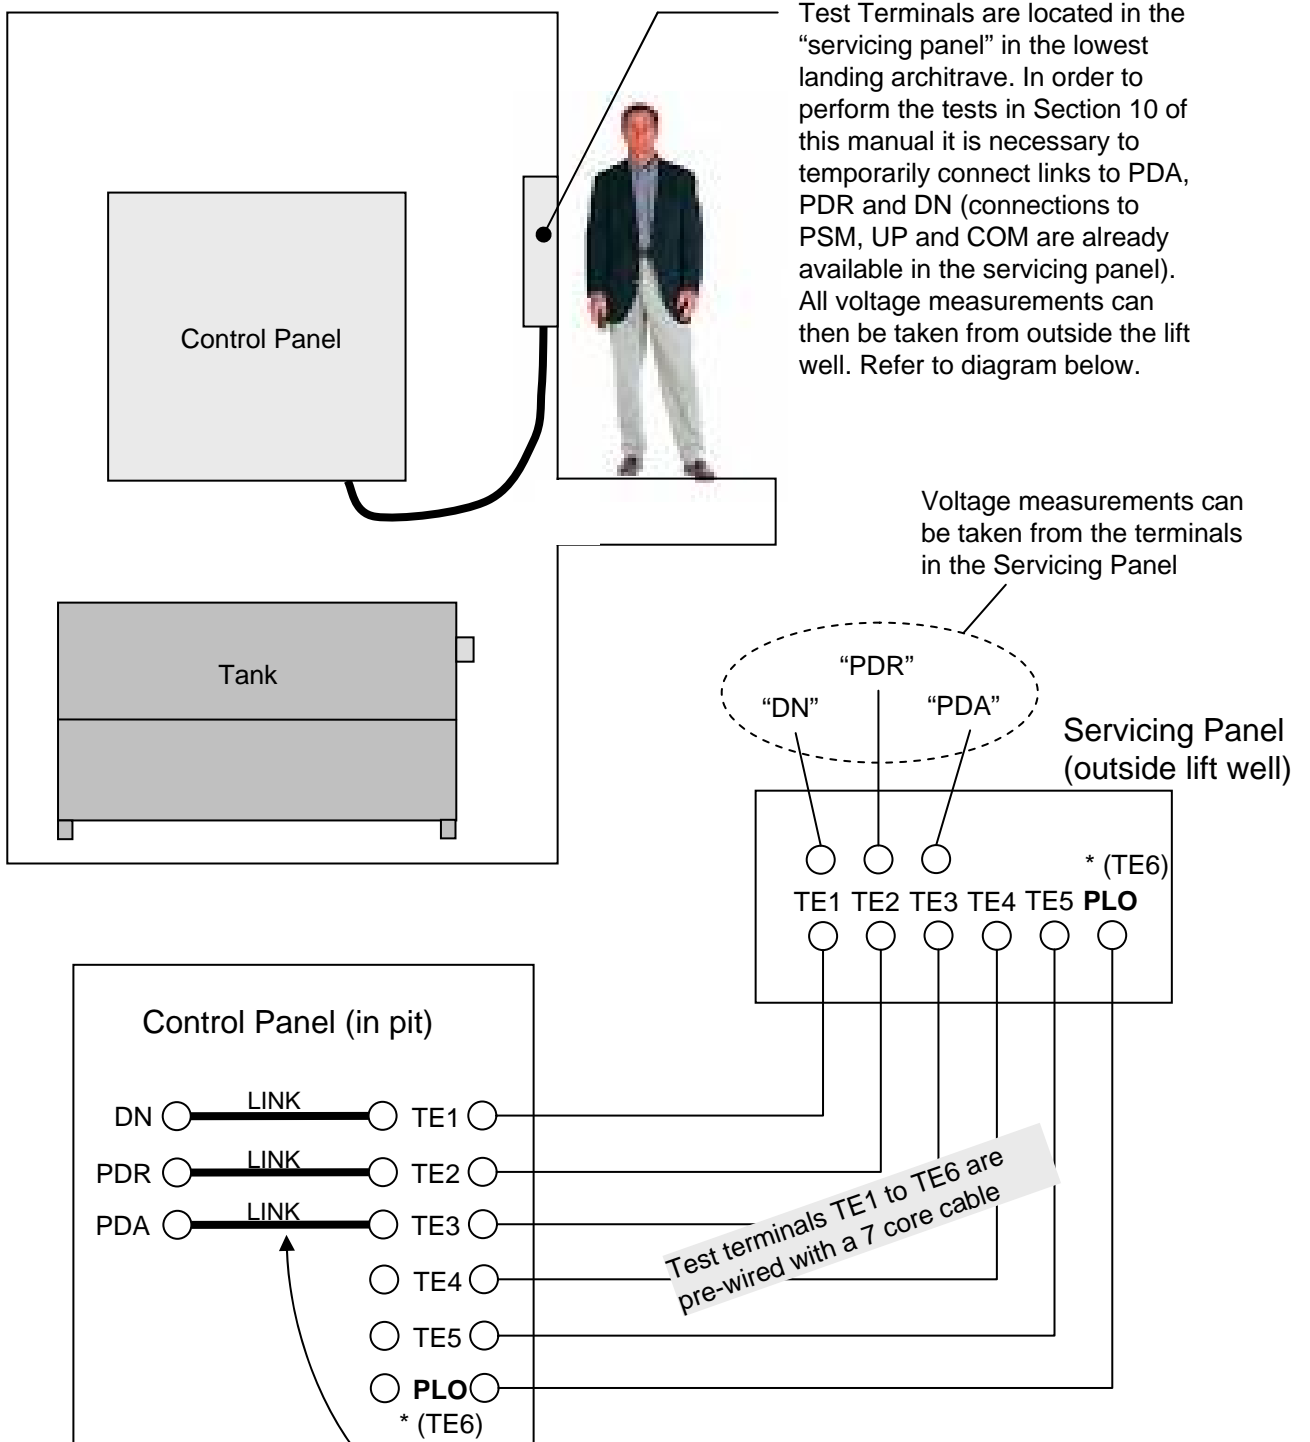 Test Terminals are located in the
“servicing panel” in the lowest
landing architrave. In order to
perform the tests in Section 10 of
this manual it is necessary to
temporarily connect links to PDA,
PDR and DN (connections to
PSM, UP and COM are already
available in the servicing panel).
All voltage measurements can
then be taken from outside the lift
well. Refer to diagram below.
Control Panel
Tank
Voltage measurements can
be taken from the terminals
in the Servicing Panel
“PDR”
“DN”
“PDA”
Servicing Panel
(outside lift well)
* (TE6)
TE1 TE2 TE3 TE4 TE5 PLO
Control Panel (in pit)
DN LINK TE1
PDR LINK TE2
PDA LINK TE3
TE4
TE5
PLO
* (TE6)
Test terminals TE1 to TE6 are
pre-wired with a 7 core cable